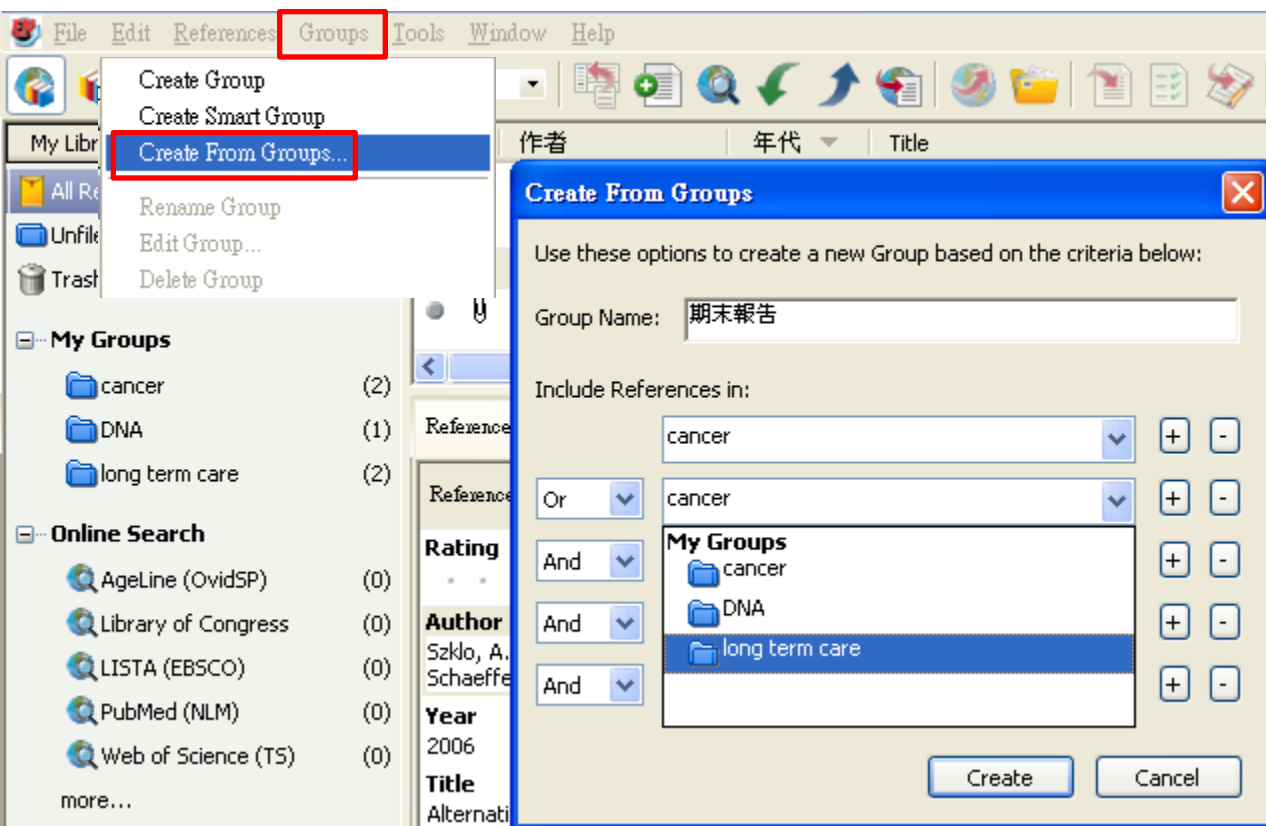 File Edit References Groups Tools Window Help
Create Group
Create Smart Group
Create From Groups...
Rename Group
Edit Group...
Delete Group
My Libr
作者 年代 Title
All Re
Unfile
Trash
My Groups
cancer (2)
DNA (1)
long term care (2)
Online Search
AgeLine (OvidSP) (0)
Library of Congress (0)
LISTA (EBSCO) (0)
PubMed (NLM) (0)
Web of Science (TS) (0)
more...
Reference
Reference
Rating
Author
Szklo, A.
Schaeffe
Year
2006
Title
Alternati
Create From Groups
Use these options to create a new Group based on the criteria below:
Group Name: 期末報告
Include References in:
cancer + -
Or cancer + -
My Groups
cancer
DNA
long term care
And + -
And + -
And + -
Create Cancel